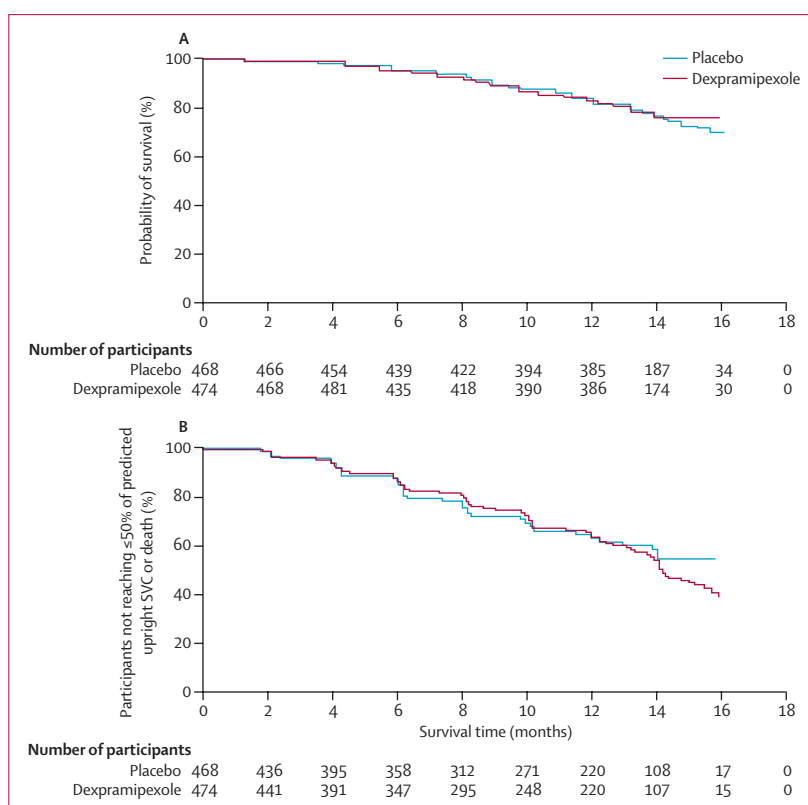 A
Probability of survival (%)
100
80
60
40
20
0
Placebo
Dexpramipexole
0 2 4 6 8 10 12 14 16 18
Number of participants
Placebo 468 466 454 439 422 394 385 187 34 0
Dexpramipexole 474 468 481 435 418 390 386 174 30 0
B
Participants not reaching ≤50% of predicted
upright SVC or death (%)
100
80
60
40
20
0
0 2 4 6 8 10 12 14 16 18
Survival time (months)
Number of participants
Placebo 468 436 395 358 312 271 220 108 17 0
Dexpramipexole 474 441 391 347 295 248 220 107 15 0